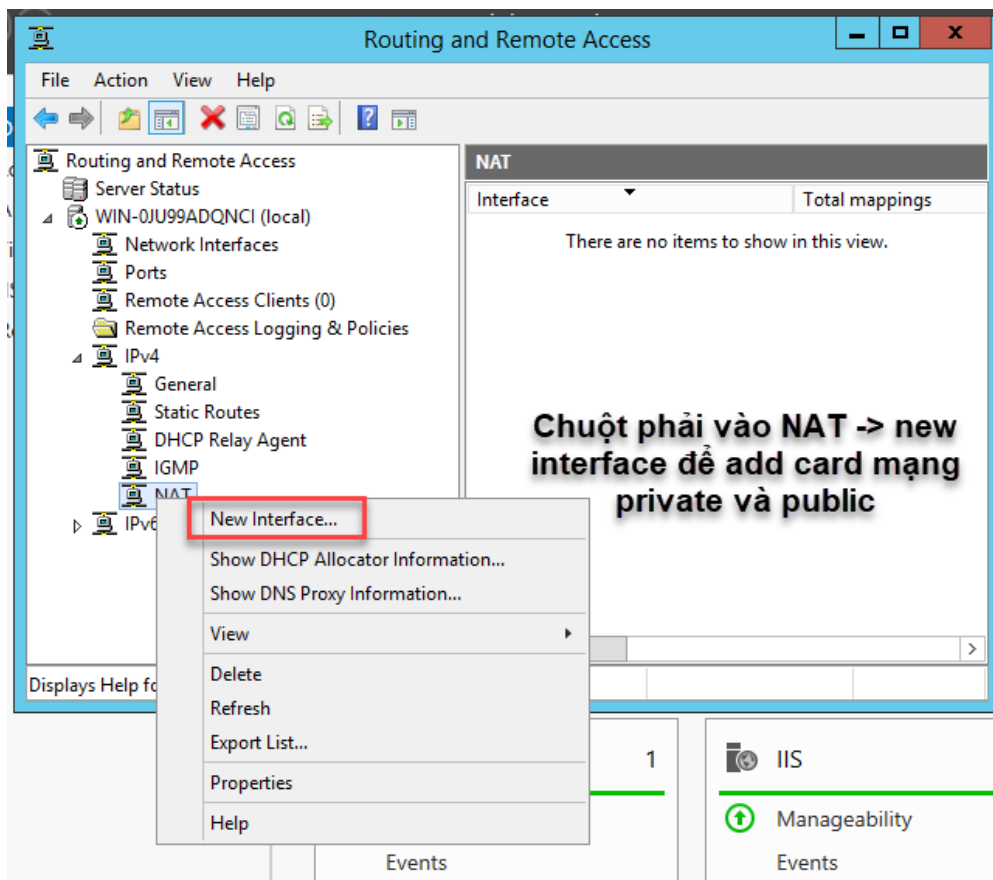 Routing and Remote Access
File Action View Help
Routing and Remote Access
Server Status
WIN-0JU99ADQNCI (local)
Network Interfaces
Ports
Remote Access Clients (0)
Remote Access Logging & Policies
IPv4
General
Static Routes
DHCP Relay Agent
IGMP
NAT
IPv6
NAT
Interface Total mappings
There are no items to show in this view.
Chuột phải vào NAT -> new
interface để add card mạng
private và public
New Interface...
Show DHCP Allocator Information...
Show DNS Proxy Information...
View
Delete
Refresh
Export List...
Properties
Help
Displays Help
1
IIS
Manageability
Events
Events